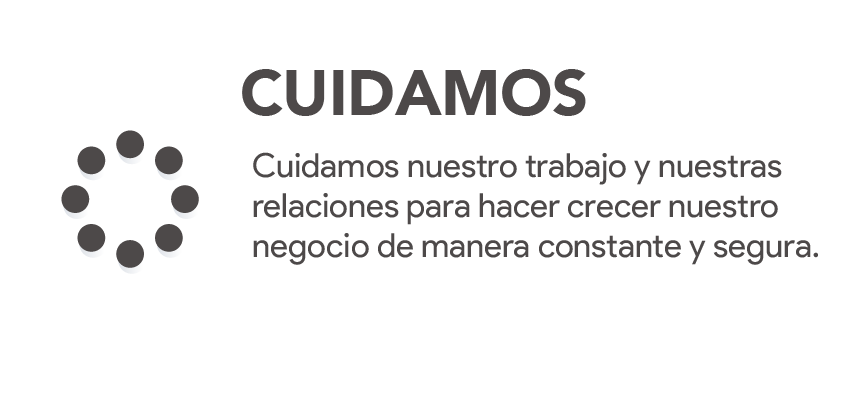 CUIDAMOS
Cuidamos nuestro trabajo y nuestras
relaciones para hacer crecer nuestro
negocio de manera constante y segura.